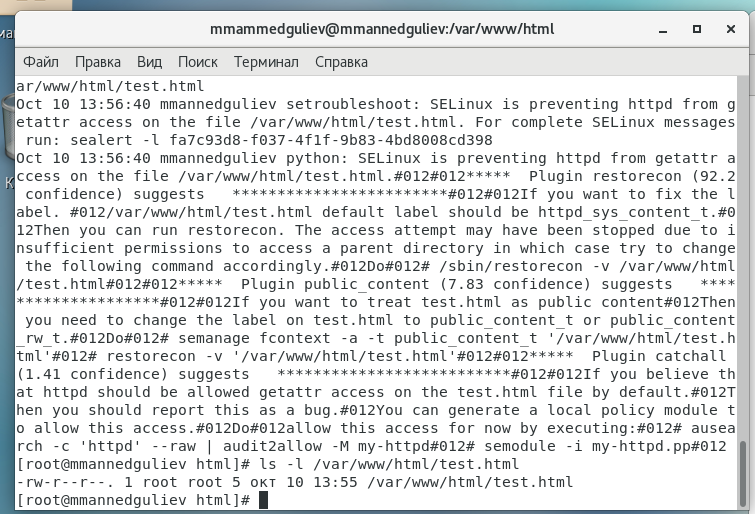 mmammedguliev@mmannedguliev:/var/www/html
Файл Правка Вид Поиск Терминал Справка
ar/www/html/test.html
Oct 10 13:56:40 mmannedguliev setroubleshoot: SELinux is preventing httpd from g
etattr access on the file /var/www/html/test.html. For complete SELinux messages
 run: sealert -l fa7c93d8-f037-4f1f-9b83-4bd8008cd398
Oct 10 13:56:40 mmannedguliev python: SELinux is preventing httpd from getattr a
ccess on the file /var/www/html/test.html.#012#012*****  Plugin restorecon (92.2
 confidence) suggests   ************************#012#012If you want to fix the l
abel. #012/var/www/html/test.html default label should be httpd_sys_content_t.#0
12Then you can run restorecon. The access attempt may have been stopped due to i
nsufficient permissions to access a parent directory in which case try to change
 the following command accordingly.#012Do#012# /sbin/restorecon -v /var/www/html
/test.html#012#012*****  Plugin public_content (7.83 confidence) suggests   ****
******************#012#012If you want to treat test.html as public content#012Then
 you need to change the label on test.html to public_content_t or public_content
_rw_t.#012Do#012# semanage fcontext -a -t public_content_t '/var/www/html/test.h
tml'#012# restorecon -v '/var/www/html/test.html'#012#012*****  Plugin catchall 
(1.41 confidence) suggests   **************************#012#012If you believe th
at httpd should be allowed getattr access on the test.html file by default.#012T
hen you should report this as a bug.#012You can generate a local policy module t
o allow this access.#012Do#012allow this access for now by executing:#012# ausea
rch -c 'httpd' --raw | audit2allow -M my-httpd#012# semodule -i my-httpd.pp#012
[root@mmannedguliev html]# ls -l /var/www/html/test.html
-rw-r--r--. 1 root root 5 окт 10 13:55 /var/www/html/test.html
[root@mmannedguliev html]#